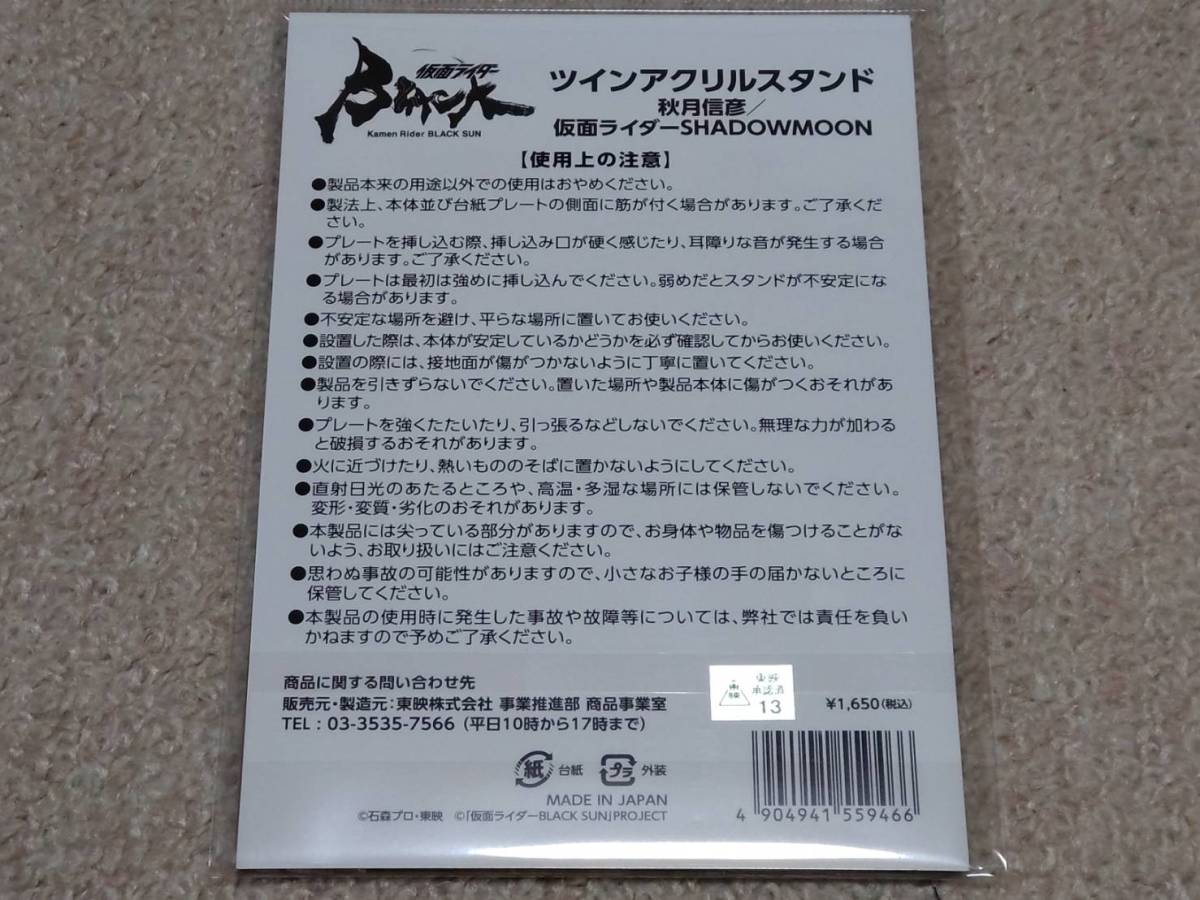 仮面ライダー
BLACK SUN
Kamen Rider BLACK SUN
ツインアクリルスタンド
秋月信彦／
仮面ライダーSHADOWMOON
【使用上の注意】
●製品本来の用途以外での使用はおやめください。
●製法上、本体並び台紙プレートの側面に筋が付く場合があります。ご了承くだ
さい。
●プレートを挿し込む際、挿し込み口が硬く感じたり、耳障りな音が発生する場合
があります。ご了承ください。
●プレートは最初は強めに挿し込んでください。弱めだとスタンドが不安定にな
る場合があります。
●不安定な場所を避け、平らな場所に置いてお使いください。
●設置した際は、本体が安定しているかどうかを必ず確認してからお使いください。
●設置の際には、接地面が傷がつかないように丁寧に置いてください。
●製品を引きずらないでください。置いた場所や製品本体に傷がつくおそれがあ
ります。
●プレートを強くたたいたり、引っ張るなどしないでください。無理な力が加わる
と破損するおそれがあります。
●火に近づけたり、熱いもののそばに置かないようにしてください。
●直射日光のあたるところや、高温・多湿な場所には保管しないでください。
変形・変質・劣化のおそれがあります。
●本製品には尖っている部分がありますので、お身体や物品を傷つけることがな
いよう、お取り扱いにはご注意ください。
●思わぬ事故の可能性がありますので、小さなお子様の手の届かないところに
保管してください。
●本製品の使用時に発生した事故や故障等については、弊社では責任を負い
かねますので予めご了承ください。
商品に関する問い合わせ先
販売元・製造元：東映株式会社 事業推進部 商品事業室
TEL：03-3535-7566（平日10時から17時まで）
東映
東映
承認済
13
¥1,650(税込)
紙 台紙 プラ 外装
MADE IN JAPAN
©石森プロ・東映 ©「仮面ライダーBLACK SUN」PROJECT
4 904941 559466